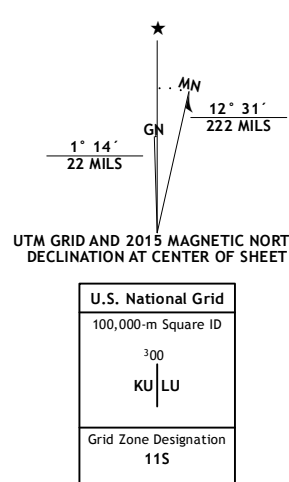 ★
MN
GN
12° 31´
222 MILS
1° 14´
22 MILS
UTM GRID AND 2015 MAGNETIC NORT
DECLINATION AT CENTER OF SHEET
U.S. National Grid
100,000-m Square ID
³00
KU LU
Grid Zone Designation
11S